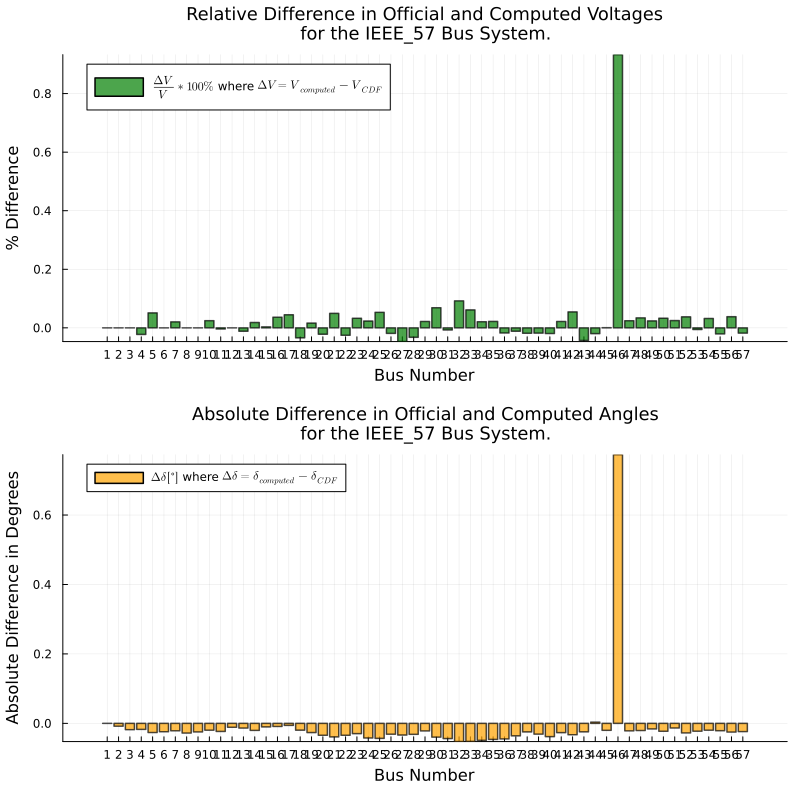 Relative Difference in Official and Computed Voltages
for the IEEE_57 Bus System.
% Difference
0.8
0.6
0.4
0.2
0.0
ΔV/V * 100% where ΔV = V_computed − V_CDF
1 2 3 4 5 6 7 8 9 10 11 12 13 14 15 16 17 18 19 20 21 22 23 24 25 26 27 28 29 30 31 32 33 34 35 36 37 38 39 40 41 42 43 44 45 46 47 48 49 50 51 52 53 54 55 56 57
Bus Number
Absolute Difference in Official and Computed Angles
for the IEEE_57 Bus System.
Absolute Difference in Degrees
0.6
0.4
0.2
0.0
Δδ[°] where Δδ = δ_computed − δ_CDF
1 2 3 4 5 6 7 8 9 10 11 12 13 14 15 16 17 18 19 20 21 22 23 24 25 26 27 28 29 30 31 32 33 34 35 36 37 38 39 40 41 42 43 44 45 46 47 48 49 50 51 52 53 54 55 56 57
Bus Number